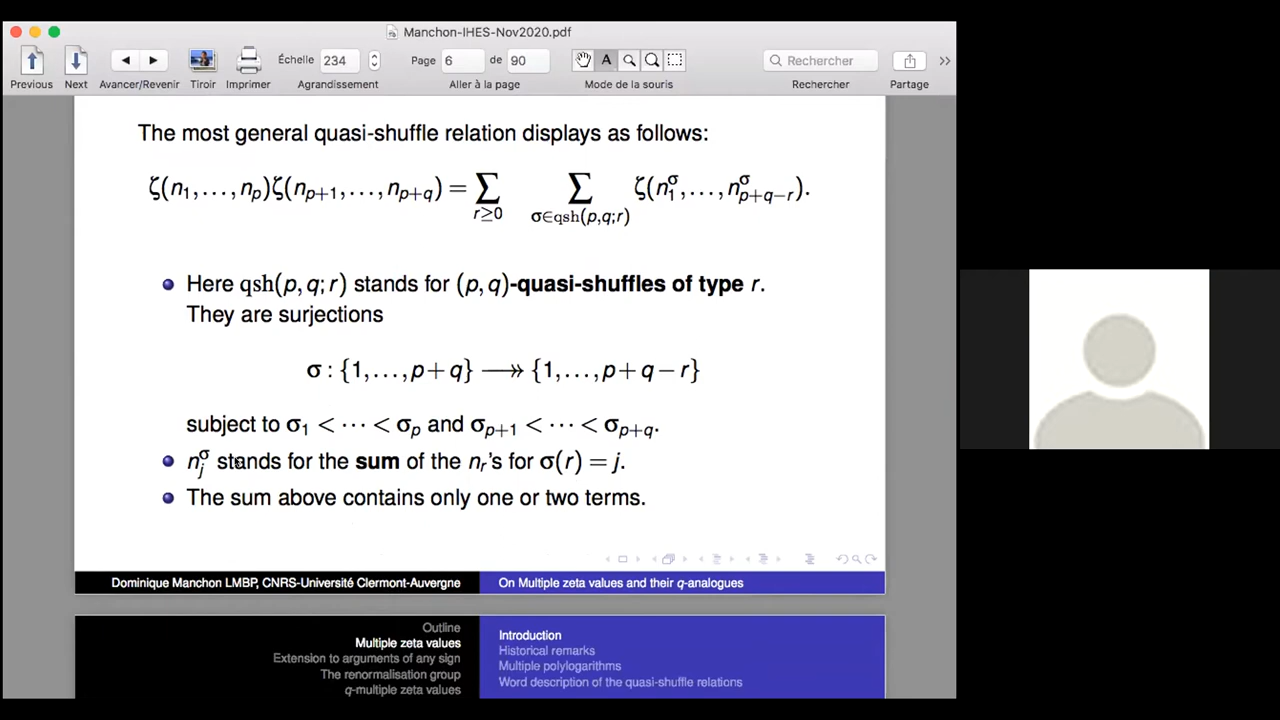 Manchon-IHES-Nov2020.pdf
Échelle 234 Page 6 de 90 Rechercher
Previous Next Avancer/Revenir Tiroir Imprimer Agrandissement Aller à la page Mode de la souris Rechercher Partage
The most general quasi-shuffle relation displays as follows:
ζ(n₁,…,nₚ)ζ(nₚ₊₁,…,n_{p+q}) = ∑_{r≥0} ∑_{σ∈qsh(p,q;r)} ζ(n₁^σ,…,n^σ_{p+q−r}).
Here qsh(p,q;r) stands for (p,q)-quasi-shuffles of type r.
They are surjections
σ : {1,…,p+q} ↠ {1,…,p+q−r}
subject to σ₁ < ⋯ < σₚ and σₚ₊₁ < ⋯ < σ_{p+q}.
n_j^σ stands for the sum of the n_r's for σ(r) = j.
The sum above contains only one or two terms.
Dominique Manchon LMBP, CNRS-Université Clermont-Auvergne On Multiple zeta values and their q-analogues
Outline
Multiple zeta values
Extension to arguments of any sign
The renormalisation group
q-multiple zeta values
Introduction
Historical remarks
Multiple polylogarithms
Word description of the quasi-shuffle relations